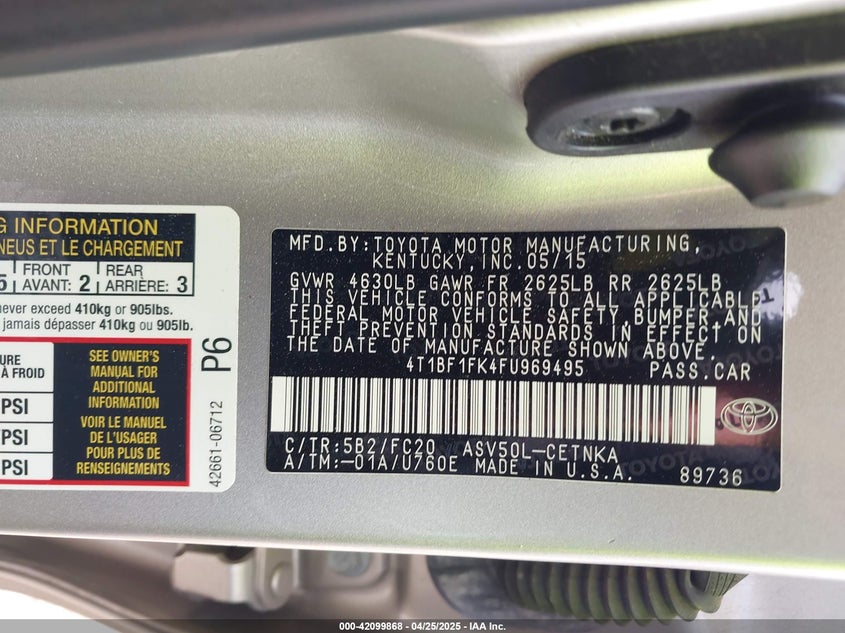 G INFORMATION
NEUS ET LE CHARGEMENT
5 FRONT AVANT: 2 REAR ARRIÈRE: 3
never exceed 410kg or 905lbs.
jamais dépasser 410kg ou 905lb.
URE
À FROID
PSI
PSI
PSI
SEE OWNER'S
MANUAL FOR
ADDITIONAL
INFORMATION
VOIR LE MANUEL
DE L'USAGER
POUR PLUS DE
RENSEIGNEMENTS
P6
42661-06712
MFD.BY:TOYOTA MOTOR MANUFACTURING,
KENTUCKY,INC.05/15
GVWR 4630LB GAWR FR 2625LB RR 2625LB
THIS VEHICLE CONFORMS TO ALL APPLICABLE
FEDERAL MOTOR VEHICLE SAFETY,BUMPER AND
THEFT PREVENTION STANDARDS IN EFFECT ON
THE DATE OF MANUFACTURE SHOWN ABOVE.
4T1BF1FK4FU969495 PASS.CAR
C/TR:5B2/FC20 ASV50L-CETNKA
A/TM:-01A/U760E MADE IN U.S.A. 89736
000-42099868 - 04/25/2025 - IAA Inc.